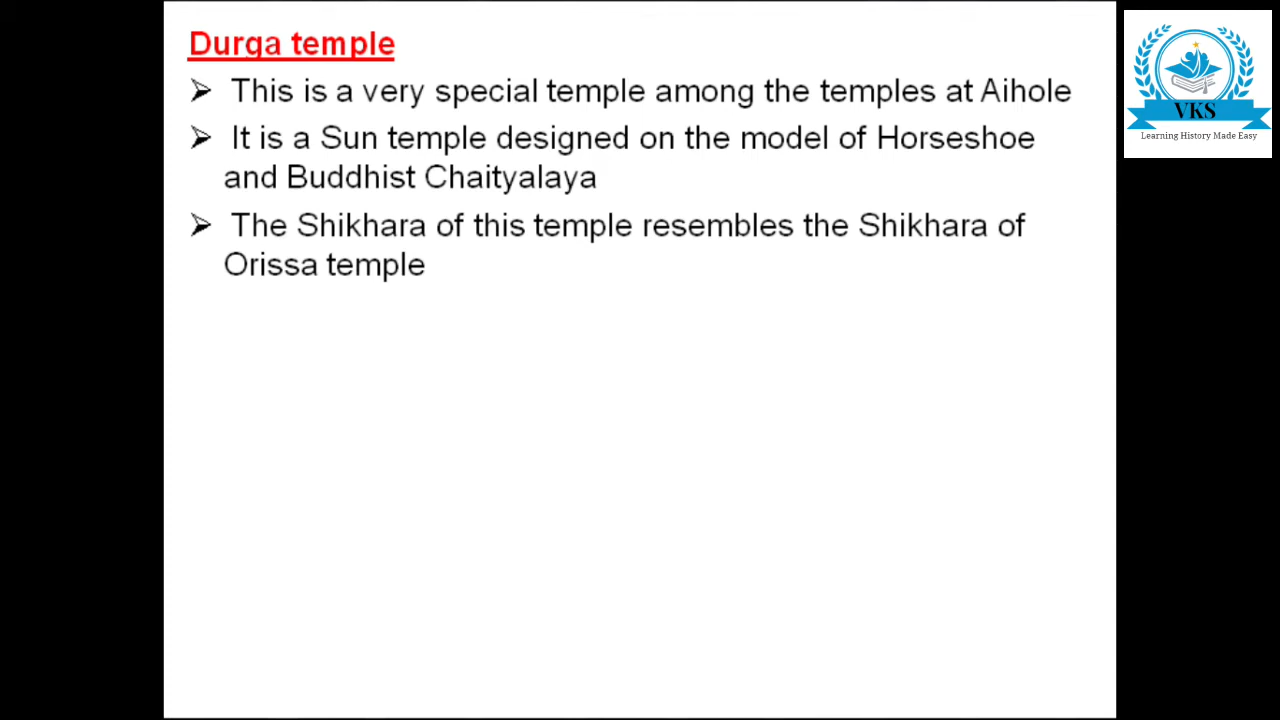 Durga temple
➢ This is a very special temple among the temples at Aihole
➢ It is a Sun temple designed on the model of Horseshoe
and Buddhist Chaityalaya
➢ The Shikhara of this temple resembles the Shikhara of
Orissa temple
VKS
Learning History Made Easy